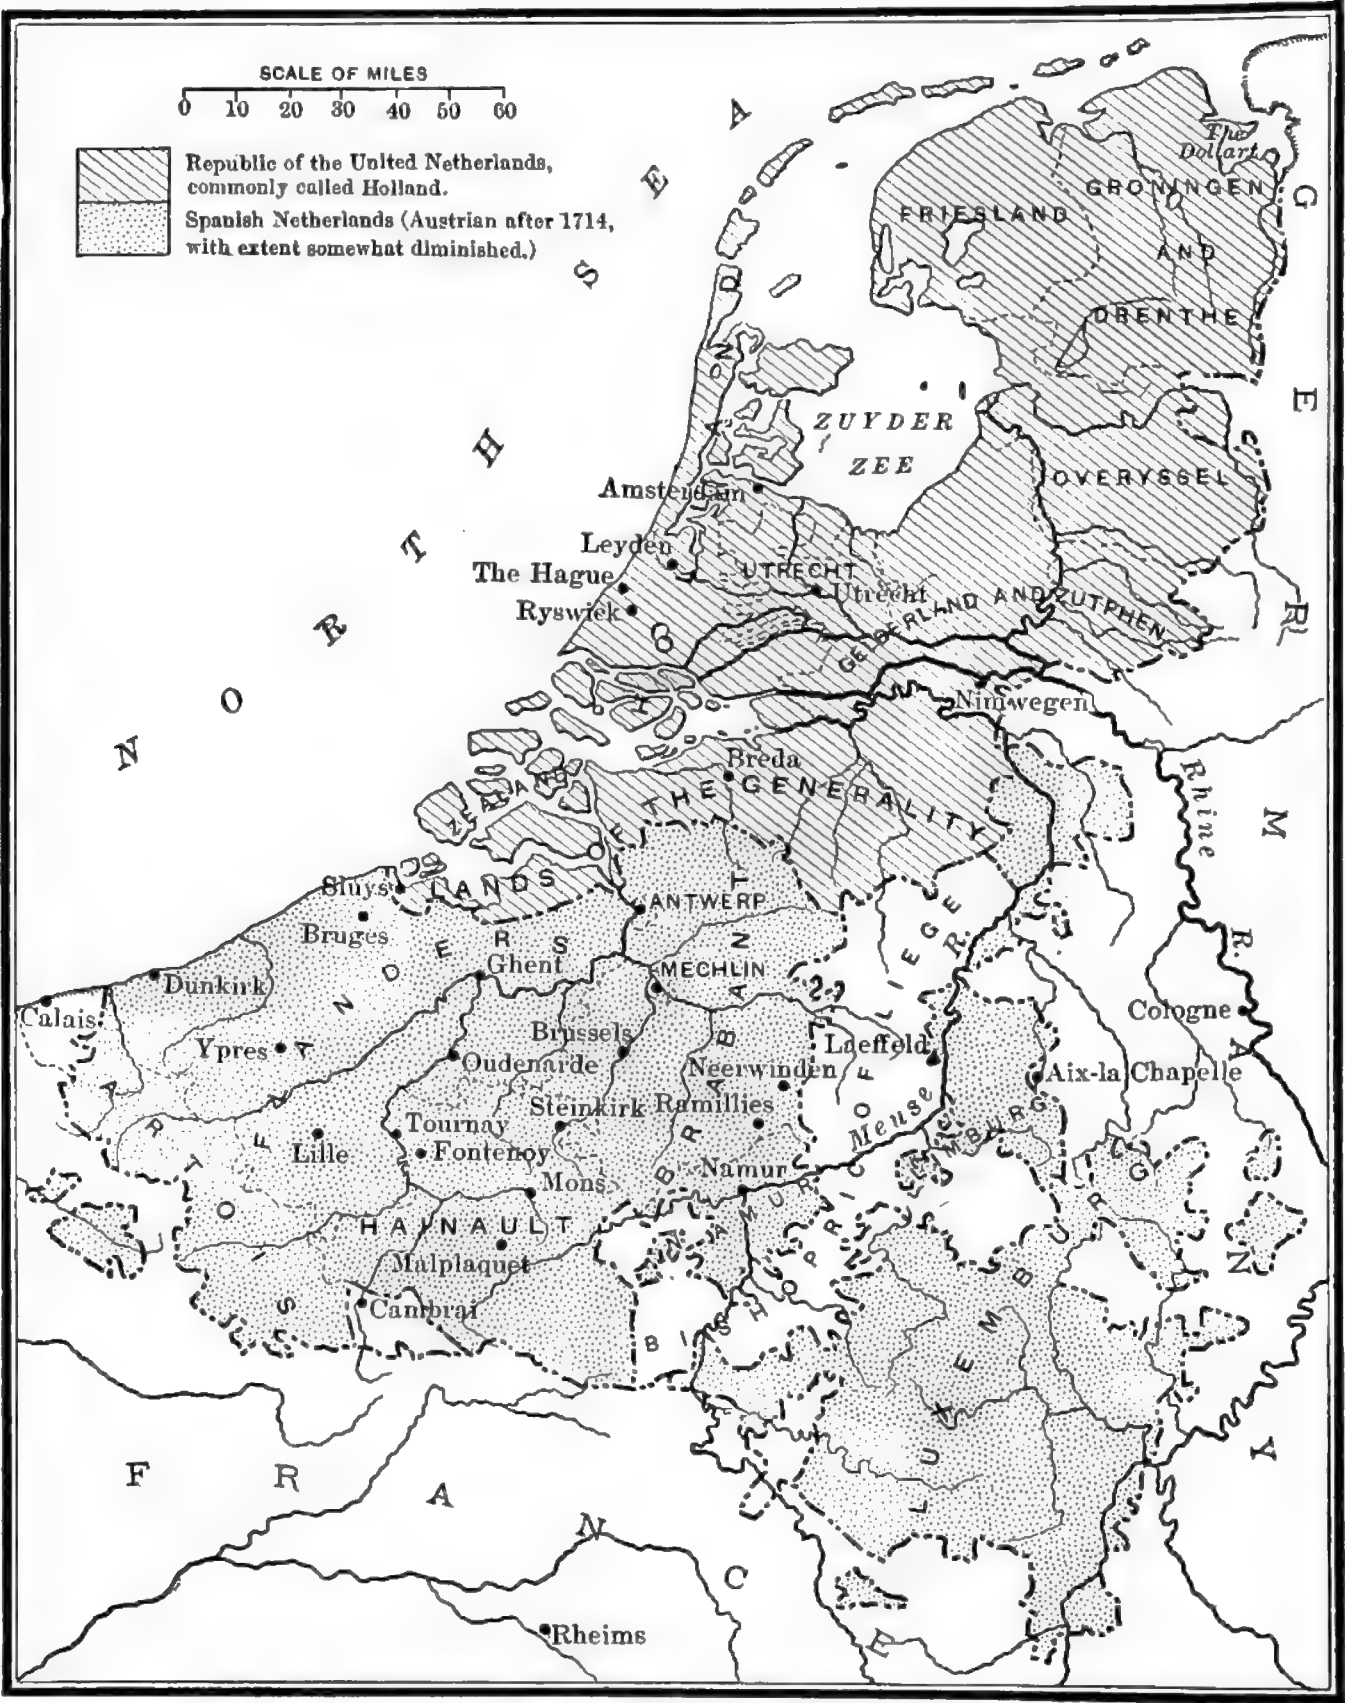 SCALE OF MILES
0 10 20 30 40 50 60
Republic of the United Netherlands,
commonly called Holland.
Spanish Netherlands (Austrian after 1714,
with extent somewhat diminished.)
NORTH SEA
The
Dollart
GRONINGEN
AND
DRENTHE
FRIESLAND
GERMANY
HOLLAND
ZUYDER
ZEE
OVERYSSEL
Amsterdam
Leyden
The Hague
Ryswick
UTRECHT
Utrecht
GELDERLAND AND ZUTPHEN
Nimwegen
Breda
ZEALAND
LANDS OF THE GENERALITY
Rhine R.
Sluys
Bruges
ANTWERP
Ghent
MECHLIN
Dunkirk
Calais
FLANDERS
BRABANT
BISHOPRIC OF LIEGE
Cologne
Ypres
Brussels
Oudenarde
Laeffeld
Neerwinden
Aix-la Chapelle
Steinkirk
Ramillies
Meuse R.
Tournay
Lille
Fontenoy
Mons
Namur
NAMUR
ARTOIS
HAINAULT
Malplaquet
Cambrai
LUXEMBURG
FRANCE
Rheims